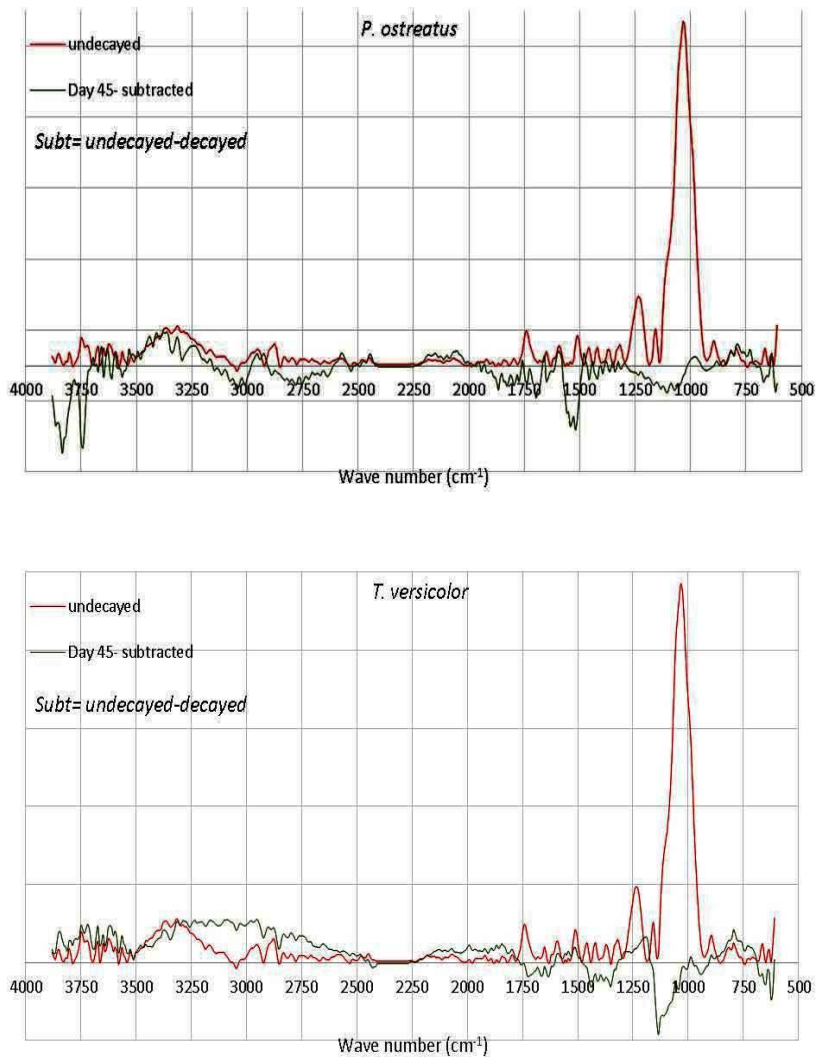 P. ostreatus
undecayed
Day 45- subtracted
Subt= undecayed-decayed
4000 3750 3500 3250 3000 2750 2500 2250 2000 1750 1500 1250 1000 750 500
Wave number (cm⁻¹)
T. versicolor
undecayed
Day 45- subtracted
Subt= undecayed-decayed
4000 3750 3500 3250 3000 2750 2500 2250 2000 1750 1500 1250 1000 750 500
Wave number (cm⁻¹)